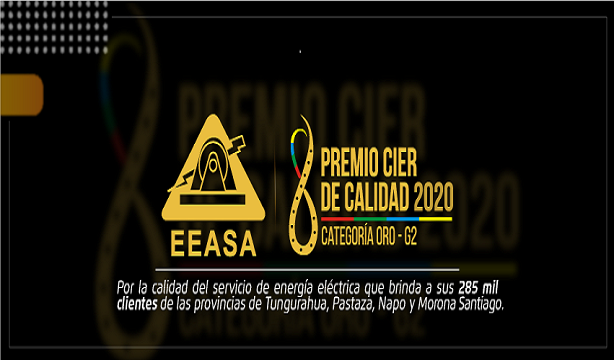 EEASA
PREMIO CIER
DE CALIDAD 2020
CATEGORÍA ORO - G2
Por la calidad del servicio de energía eléctrica que brinda a sus 285 mil
clientes de las provincias de Tungurahua, Pastaza, Napo y Morona Santiago.